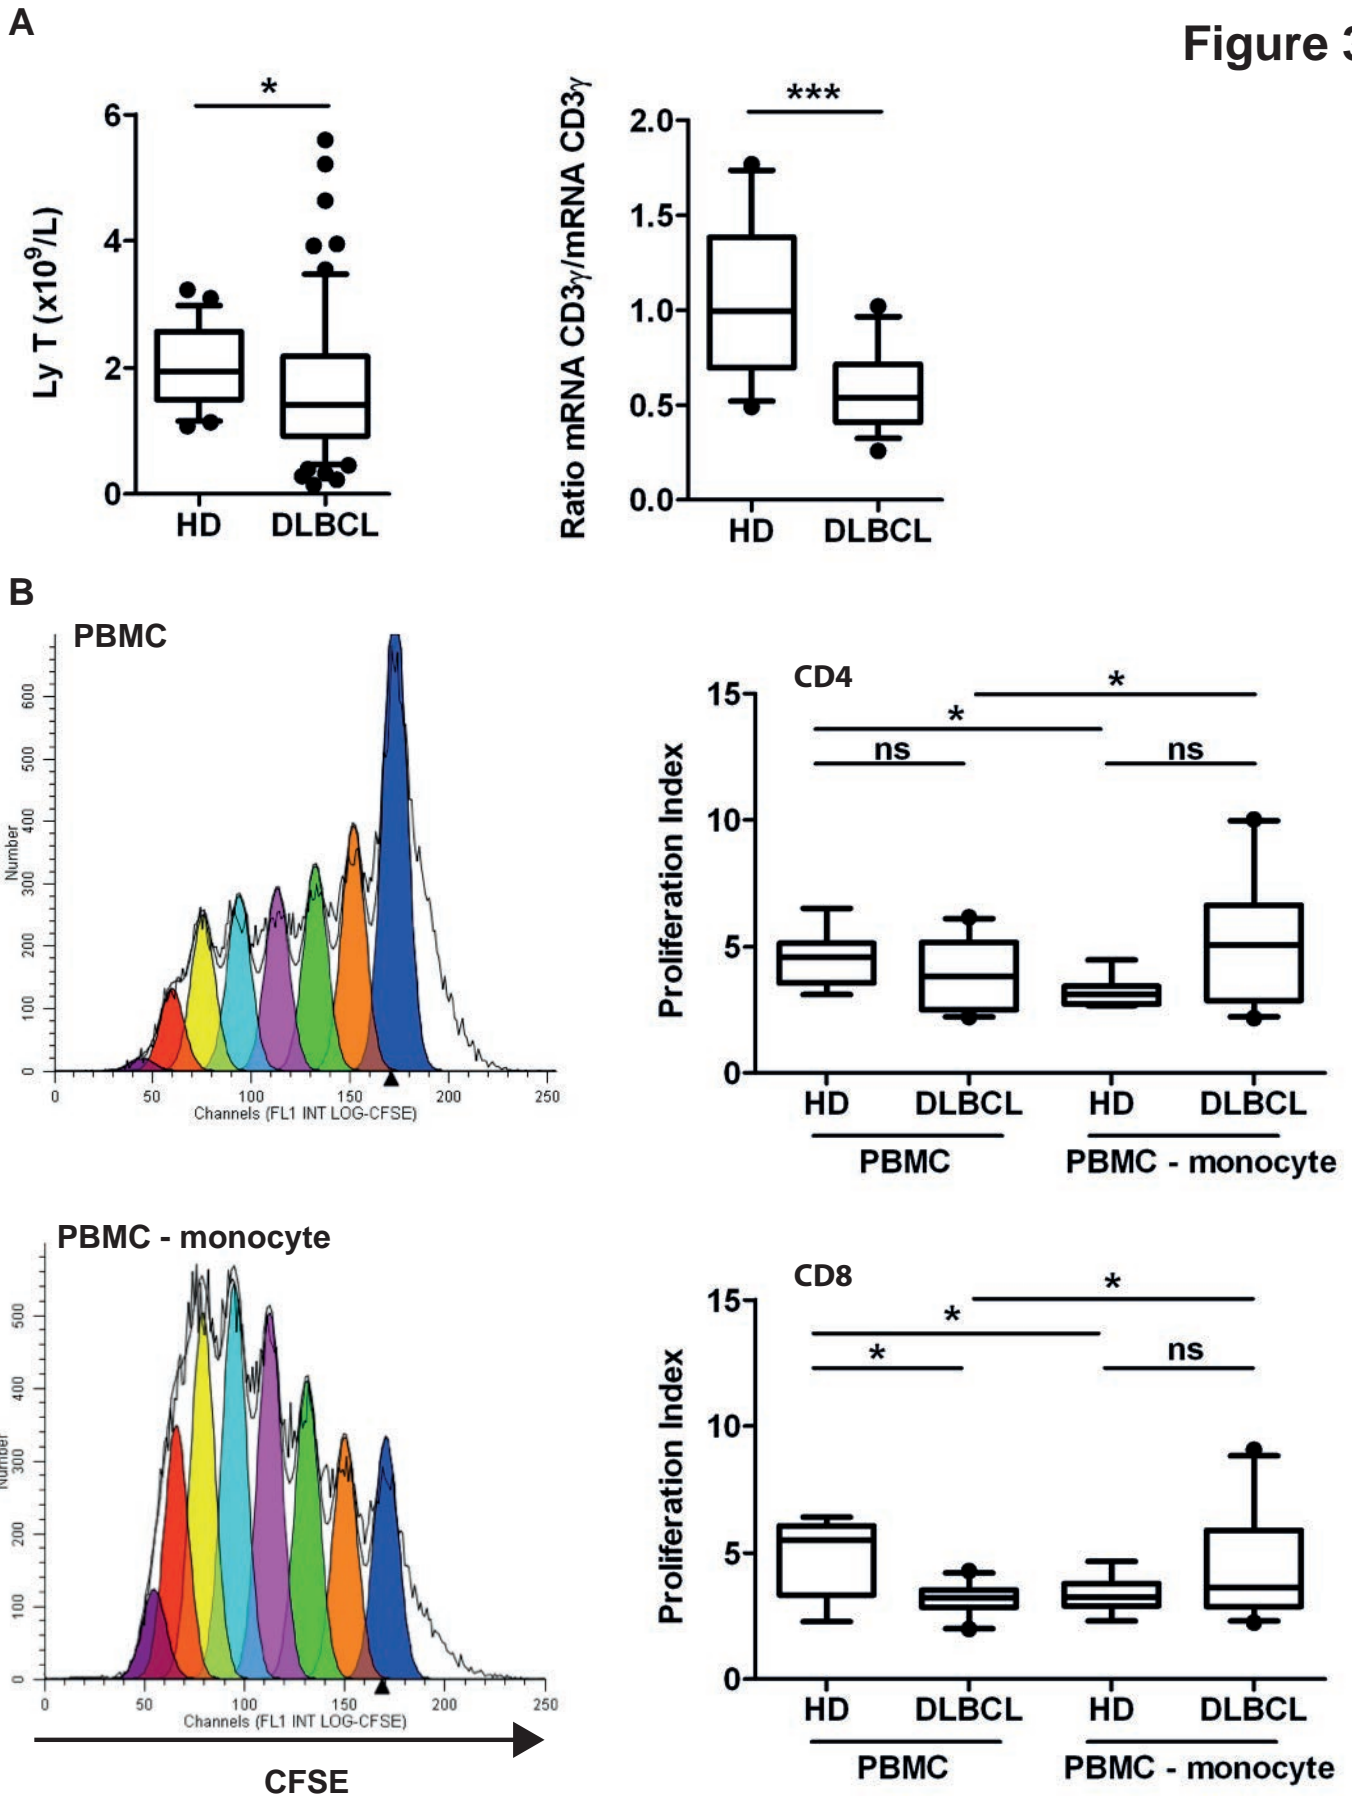 A
Figure 3
*
Ly T (x10⁹/L)
6
4
2
0
HD DLBCL
***
Ratio mRNA CD3γ/mRNA CD3γ
2.0
1.5
1.0
0.5
0.0
HD DLBCL
B
PBMC
Number
600
500
400
300
200
100
0
0 50 100 150 200 250
Channels (FL1 INT LOG-CFSE)
CD4
*
*
ns ns
Proliferation Index
15
10
5
0
HD DLBCL HD DLBCL
PBMC PBMC - monocyte
PBMC - monocyte
Number
500
400
300
200
100
0
0 50 100 150 200 250
Channels (FL1 INT LOG-CFSE)
CFSE
CD8
*
*
* ns
Proliferation Index
15
10
5
0
HD DLBCL HD DLBCL
PBMC PBMC - monocyte